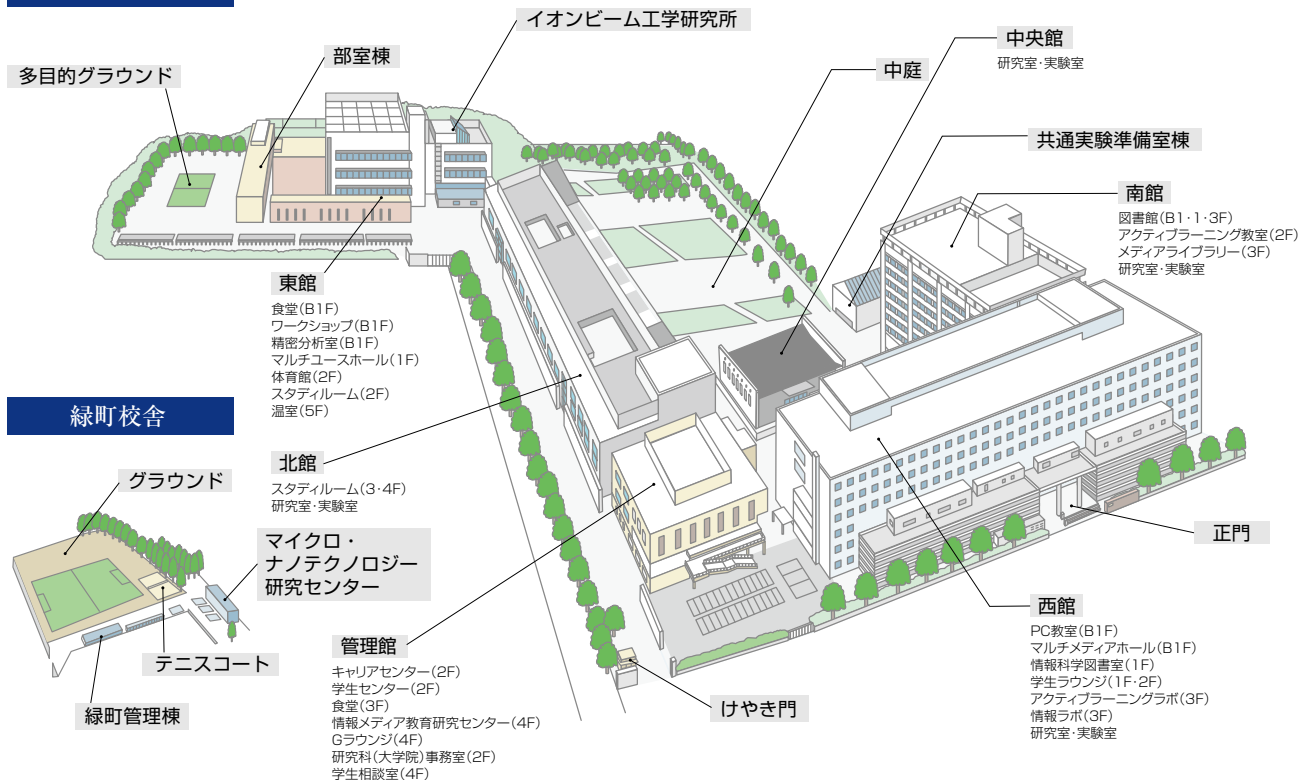 イオンビーム工学研究所
部室棟
多目的グラウンド
中庭
中央館
研究室・実験室
共通実験準備室棟
南館
図書館(B1・1・3F)
アクティブラーニング教室(2F)
メディアライブラリー(3F)
研究室・実験室
東館
食堂(B1F)
ワークショップ(B1F)
精密分析室(B1F)
マルチユースホール(1F)
体育館(2F)
スタディルーム(2F)
温室(5F)
緑町校舎
北館
スタディルーム(3・4F)
研究室・実験室
グラウンド
マイクロ・
ナノテクノロジー
研究センター
テニスコート
緑町管理棟
管理館
キャリアセンター(2F)
学生センター(2F)
食堂(3F)
情報メディア教育研究センター(4F)
Gラウンジ(4F)
研究科(大学院)事務室(2F)
学生相談室(4F)
けやき門
正門
西館
PC教室(B1F)
マルチメディアホール(B1F)
情報科学図書室(1F)
学生ラウンジ(1F・2F)
アクティブラーニングラボ(3F)
情報ラボ(3F)
研究室・実験室